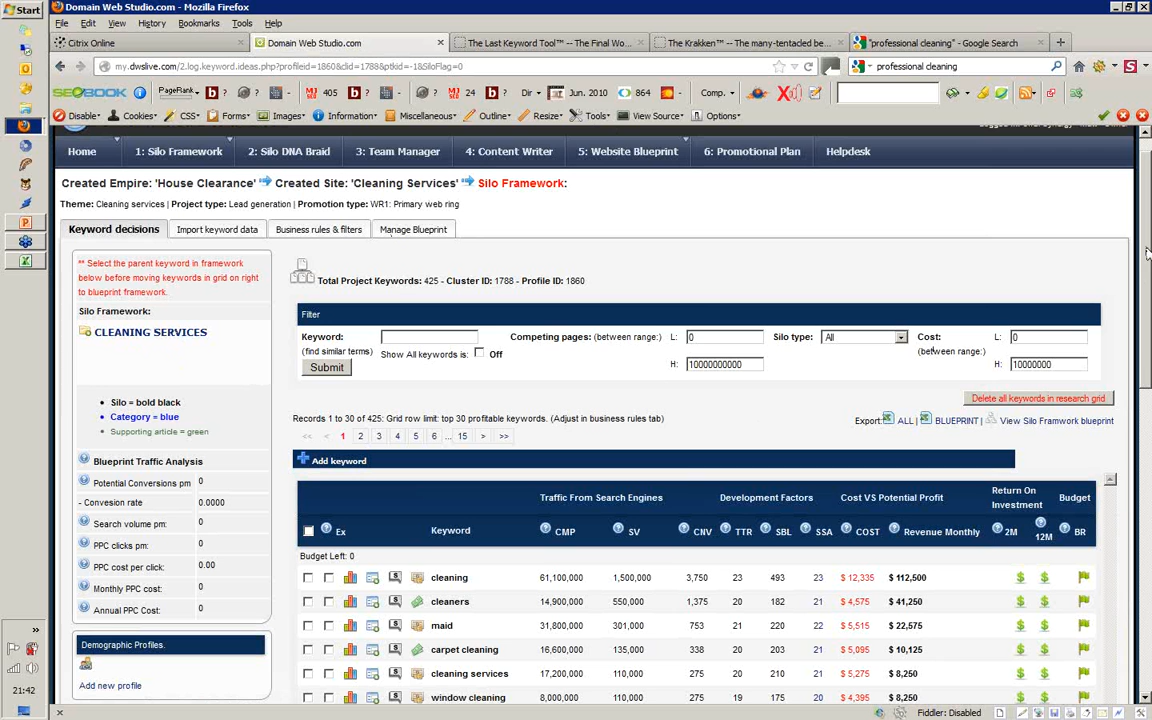 Start
Domain Web Studio.com - Mozilla Firefox
File Edit View History Bookmarks Tools Help
Citrix Online
Domain Web Studio.com
The Last Keyword Tool™ -- The Final Wo...
The Krakken™ -- The many-tentacled be...
"professional cleaning" - Google Search
my.dwslive.com/2.log.keyword.ideas.php?profileid=1860&clid=1788&ptkid=-1&SiloFlag=0
professional cleaning
SEOBOOK PageRank 405 24 Dir Jun. 2010 864 Comp.
Disable Cookies CSS Forms Images Information Miscellaneous Outline Resize Tools View Source Options
Home 1: Silo Framework 2: Silo DNA Braid 3: Team Manager 4: Content Writer 5: Website Blueprint 6: Promotional Plan Helpdesk
Created Empire: 'House Clearance' Created Site: 'Cleaning Services' Silo Framework:
Theme: Cleaning services | Project type: Lead generation | Promotion type: WR1: Primary web ring
Keyword decisions Import keyword data Business rules & filters Manage Blueprint
** Select the parent keyword in framework
below before moving keywords in grid on right
to blueprint framework.
Silo Framework:
CLEANING SERVICES
Silo = bold black
Category = blue
Supporting article = green
Blueprint Traffic Analysis
Potential Conversions pm 0
- Convesion rate 0.0000
Search volume pm: 0
PPC clicks pm: 0
PPC cost per click: 0.00
Monthly PPC cost: 0
Annual PPC Cost: 0
Demographic Profiles.
Add new profile
Total Project Keywords: 425 - Cluster ID: 1788 - Profile ID: 1860
Filter
Keyword: Competing pages: (between range:) L: 0 Silo type: All Cost: L: 0
(find similar terms) Show All keywords is: Off (between range:)
Submit H: 10000000000 H: 10000000
Delete all keywords in research grid
Records 1 to 30 of 425: Grid row limit: top 30 profitable keywords. (Adjust in business rules tab)
Export: ALL | BLUEPRINT | View Silo Framwork blueprint
<< < 1 2 3 4 5 6 ... 15 > >>
Add keyword
Traffic From Search Engines Development Factors Cost VS Potential Profit Return On Investment Budget
Ex Keyword CMP SV CNV TTR SBL SSA COST Revenue Monthly 2M 12M BR
Budget Left: 0
cleaning 61,100,000 1,500,000 3,750 23 493 23 $ 12,335 $ 112,500
cleaners 14,900,000 550,000 1,375 20 182 21 $ 4,575 $ 41,250
maid 31,800,000 301,000 753 21 220 22 $ 5,515 $ 22,575
carpet cleaning 16,600,000 135,000 338 20 203 21 $ 5,095 $ 10,125
cleaning services 17,200,000 110,000 275 20 210 21 $ 5,265 $ 8,250
window cleaning 8,000,000 110,000 275 19 175 20 $ 4,395 $ 8,250
21:42
Fiddler: Disabled